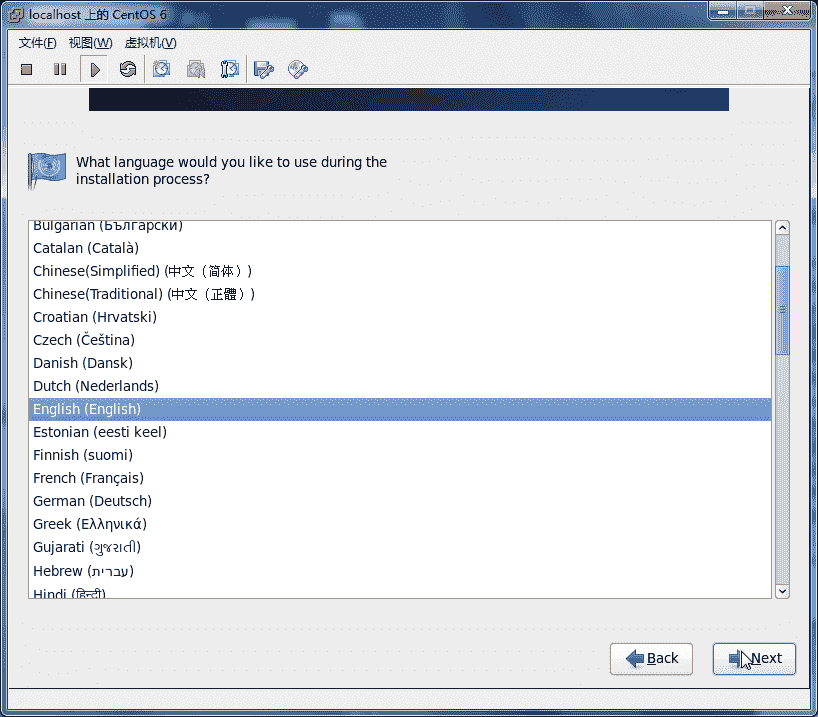 localhost 上的 CentOS 6
文件(F) 视图(W) 虚拟机(V)
What language would you like to use during the
installation process?
Bulgarian (Български)
Catalan (Català)
Chinese(Simplified) (中文（简体）)
Chinese(Traditional) (中文（正體）)
Croatian (Hrvatski)
Czech (Čeština)
Danish (Dansk)
Dutch (Nederlands)
English (English)
Estonian (eesti keel)
Finnish (suomi)
French (Français)
German (Deutsch)
Greek (Ελληνικά)
Gujarati (ગુજરાતી)
Hebrew (עברית)
Hindi (हिन्दी)
Back Next